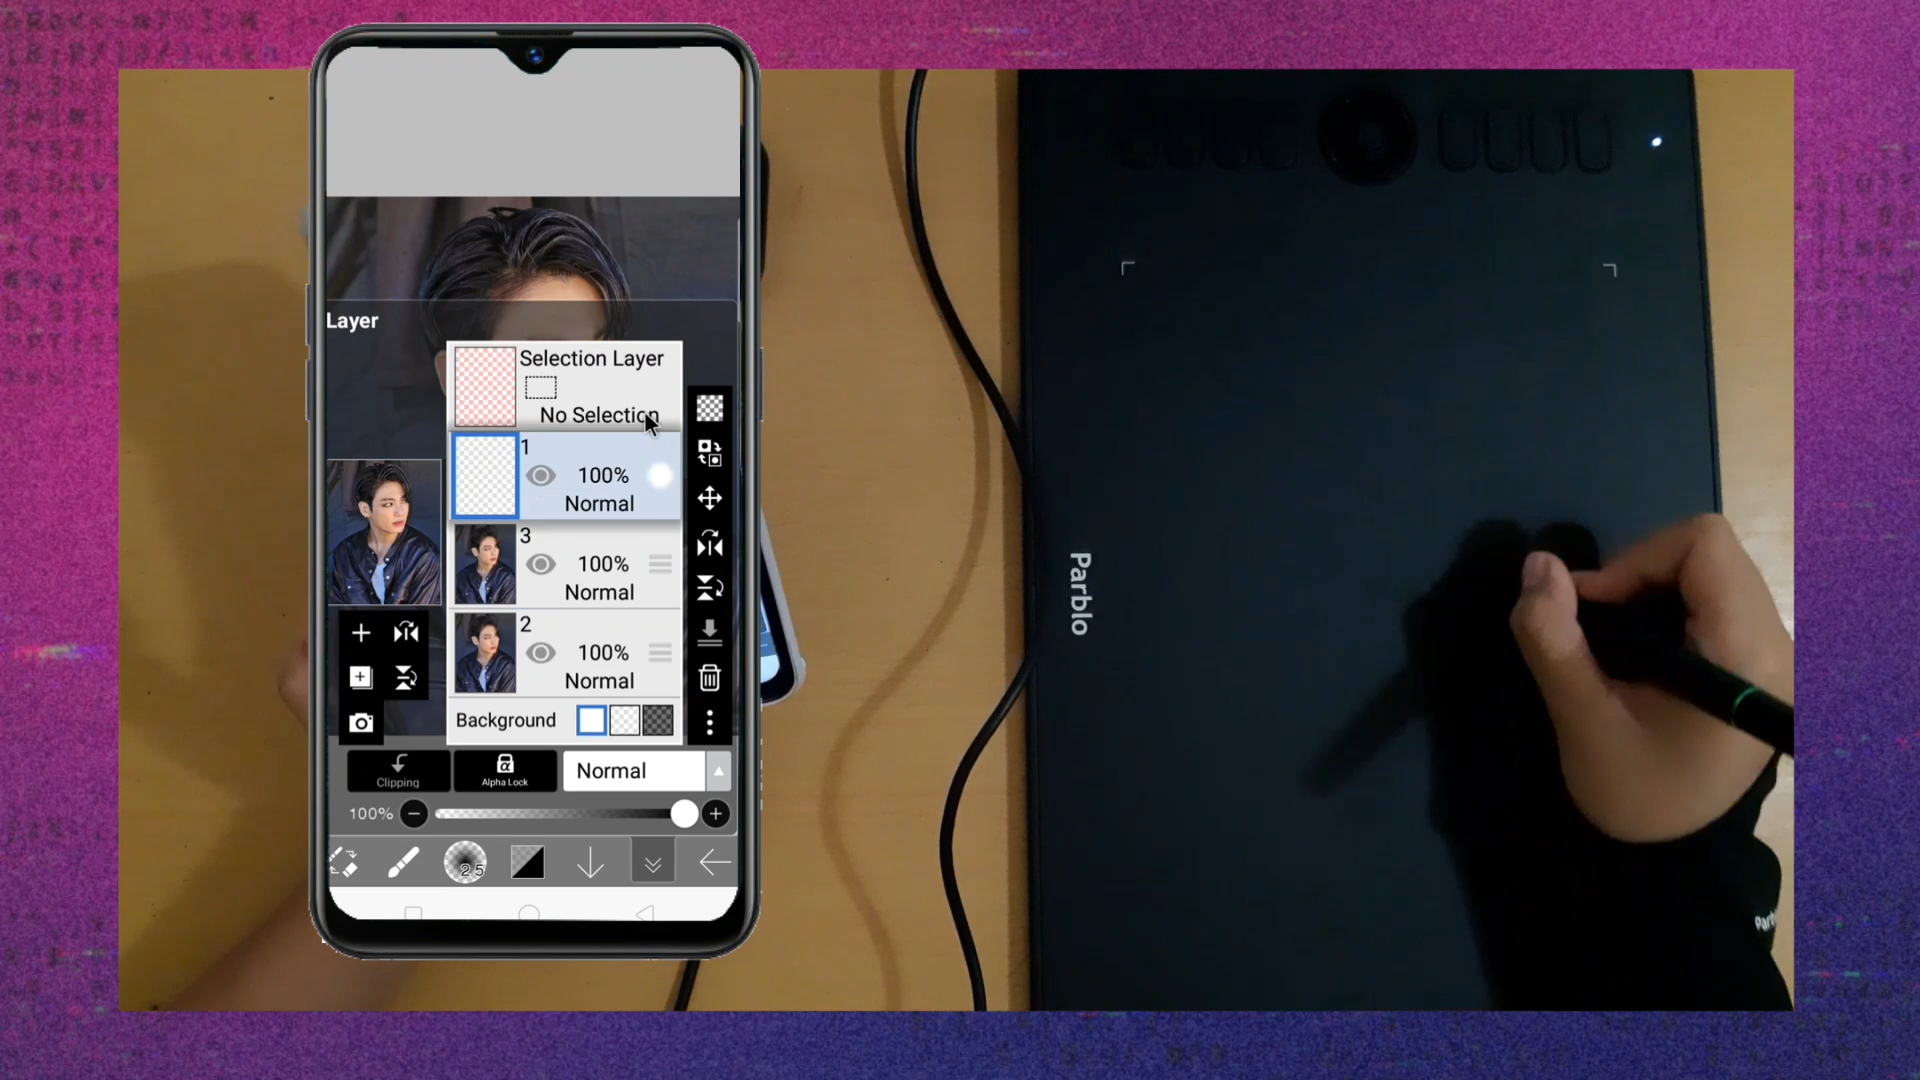 Layer
Selection Layer
No Selection
1
100%
Normal
3
100%
Normal
2
100%
Normal
Background
Clipping
α
Alpha Lock
Normal
100%
25
Parblo